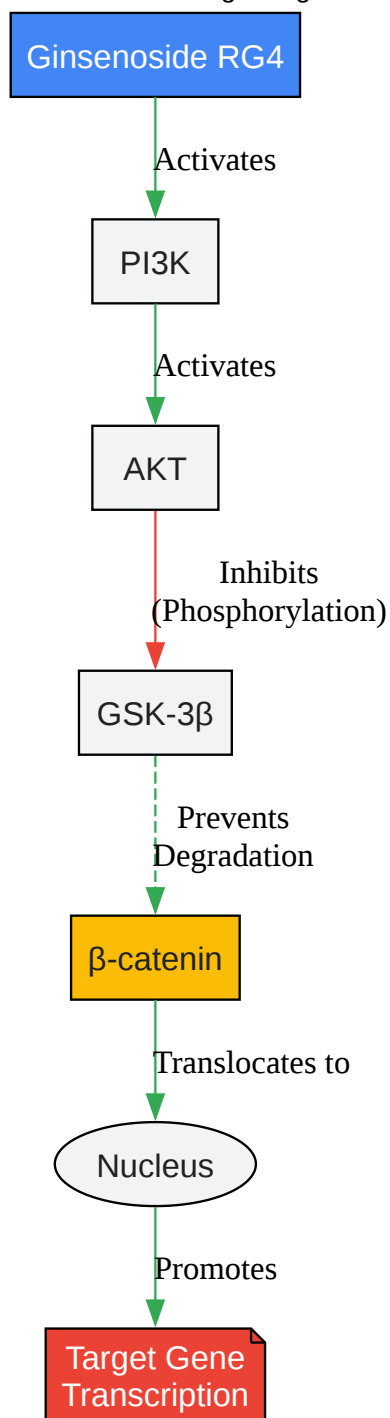 Ginsenoside RG4
Activates
PI3K
Activates
AKT
Inhibits
(Phosphorylation)
GSK-3β
Prevents
Degradation
β-catenin
Translocates to
Nucleus
Promotes
Target Gene
Transcription